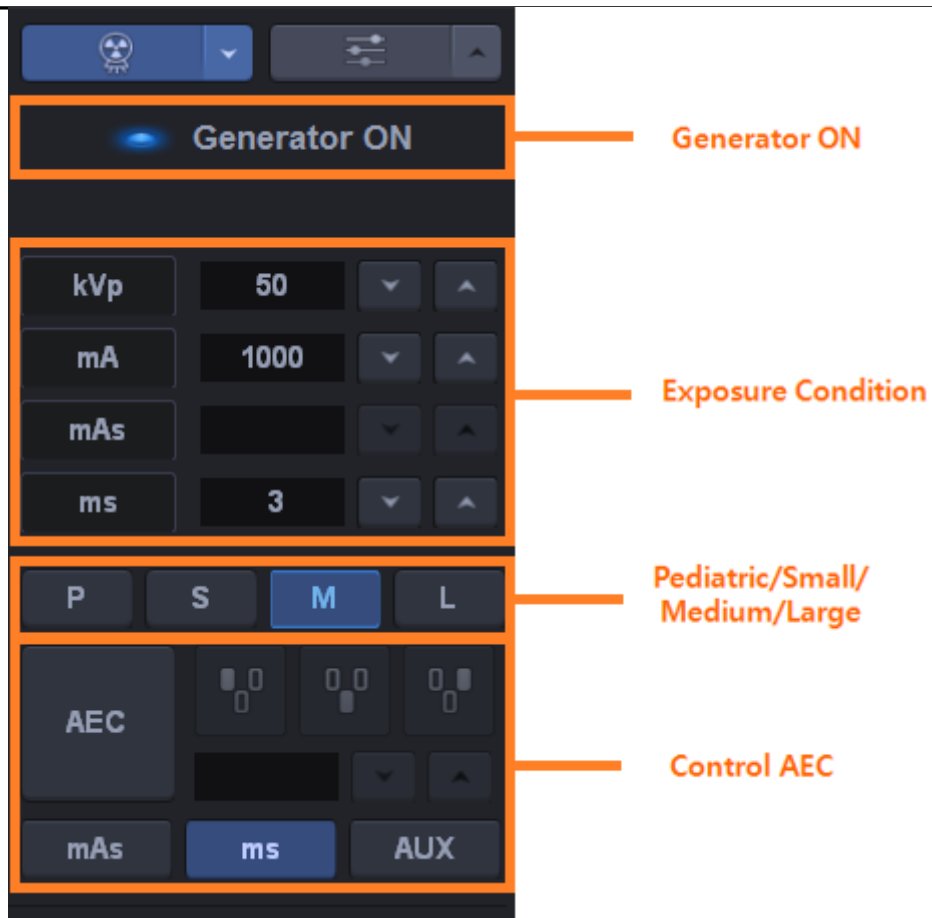 Generator ON
Generator ON
kVp 50
mA 1000
mAs
ms 3
Exposure Condition
P S M L
Pediatric/Small/
Medium/Large
AEC
Control AEC
mAs ms AUX